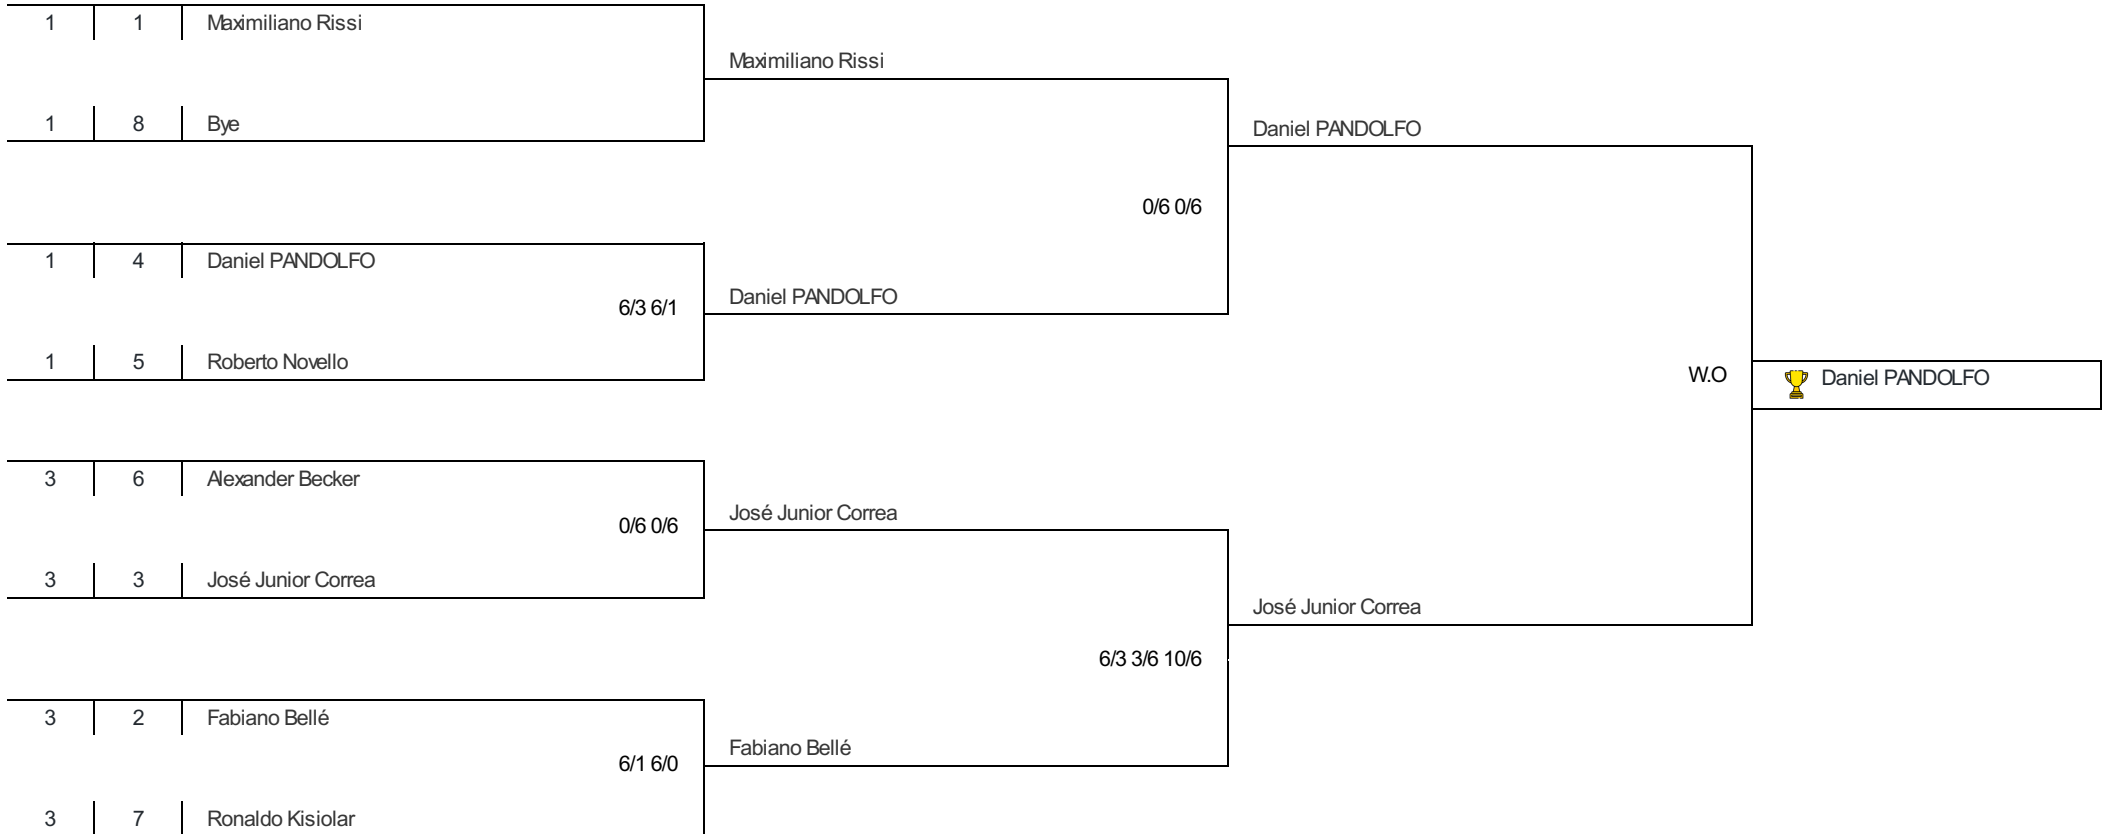 1 1 Maximiliano Rissi
Maximiliano Rissi
1 8 Bye
Daniel PANDOLFO
0/6 0/6
1 4 Daniel PANDOLFO
6/3 6/1
Daniel PANDOLFO
1 5 Roberto Novello
W.O
Daniel PANDOLFO
3 6 Alexander Becker
0/6 0/6
José Junior Correa
3 3 José Junior Correa
José Junior Correa
6/3 3/6 10/6
3 2 Fabiano Bellé
6/1 6/0
Fabiano Bellé
3 7 Ronaldo Kisiolar